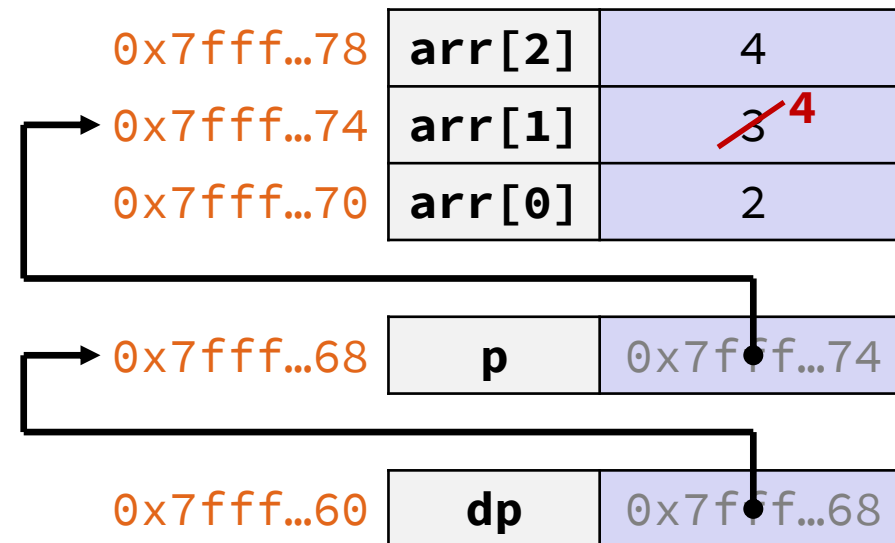 0x7fff…78 arr[2] 4
0x7fff…74 arr[1] 3 4
0x7fff…70 arr[0] 2
0x7fff…68 p 0x7fff…74
0x7fff…60 dp 0x7fff…68